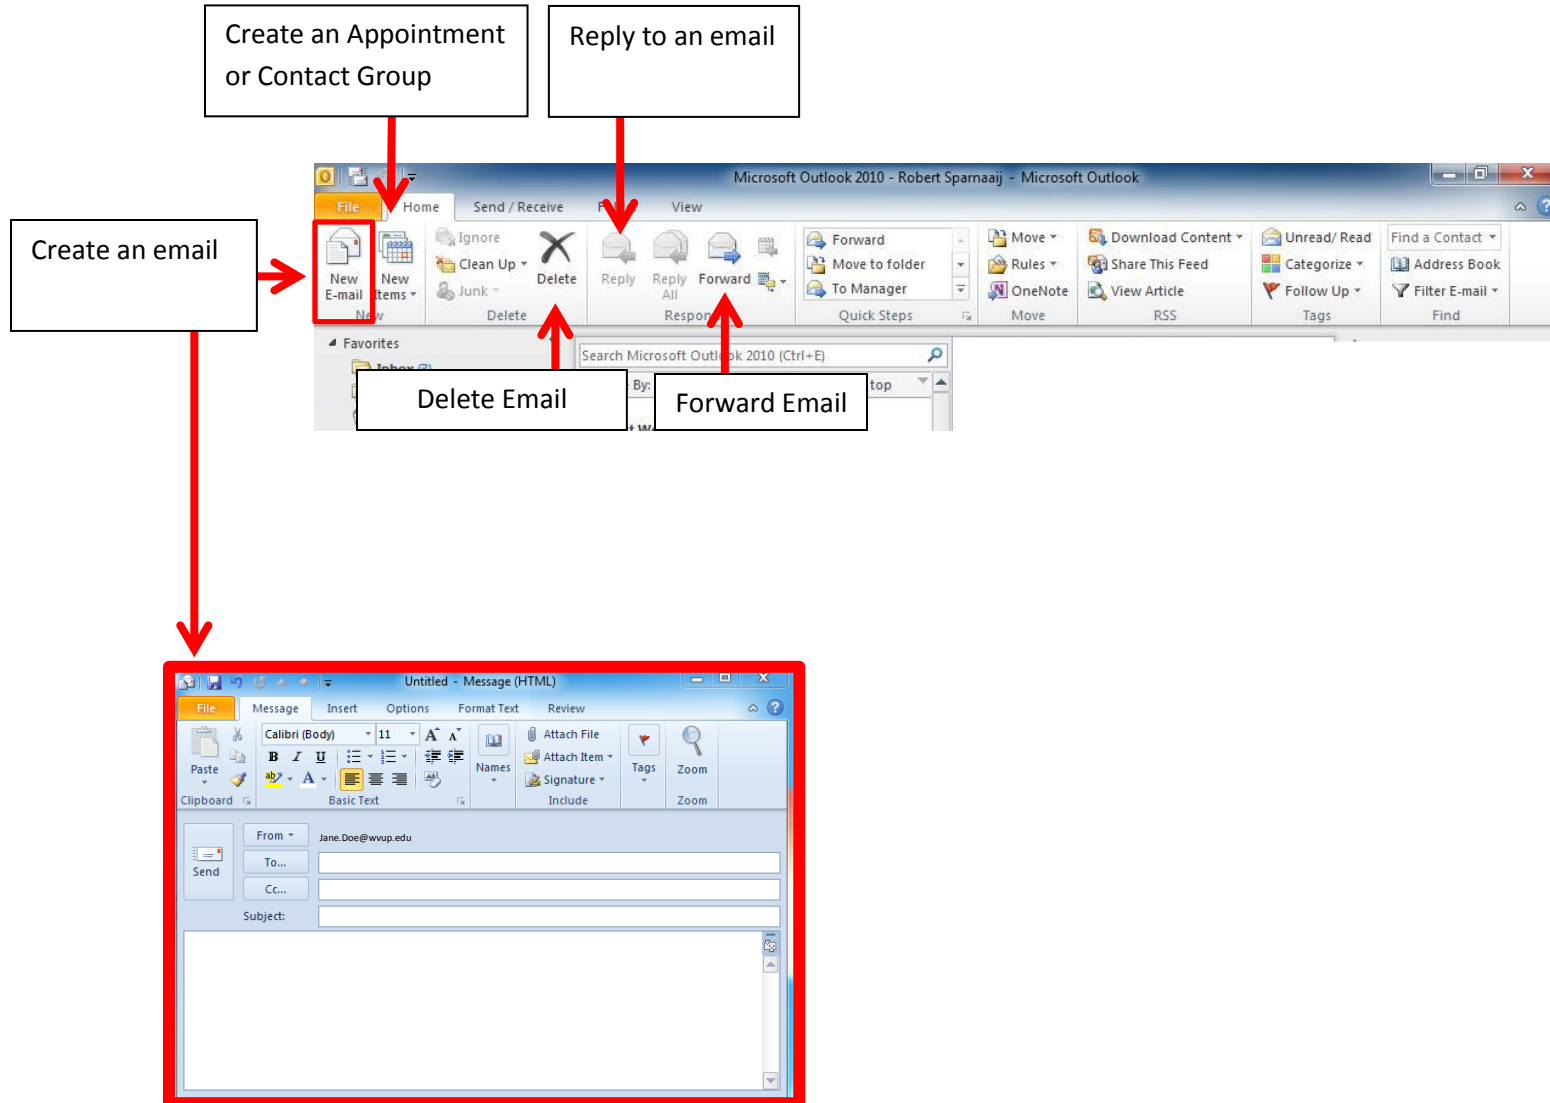 Create an Appointment
or Contact Group
Reply to an email
Create an email
Microsoft Outlook 2010 - Robert Sparnaaij - Microsoft Outlook
File Home Send / Receive View
New E-mail
New Items
New
Ignore
Clean Up
Junk
Delete
Delete
Reply
Reply All
Forward
Forward
Move to folder
To Manager
Quick Steps
Move
Rules
OneNote
Move
Download Content
Share This Feed
View Article
RSS
Unread/ Read
Categorize
Follow Up
Tags
Find a Contact
Address Book
Filter E-mail
Find
Favorites
Inbox
Search Microsoft Outlook 2010 (Ctrl+E)
By:
top
Delete Email
Forward Email
Untitled - Message (HTML)
File Message Insert Options Format Text Review
Paste
Clipboard
Calibri (Body) 11
B I U
Basic Text
Names
Attach File
Attach Item
Signature
Include
Tags
Zoom
Zoom
Send
From Jane.Doe@wvup.edu
To...
Cc...
Subject: